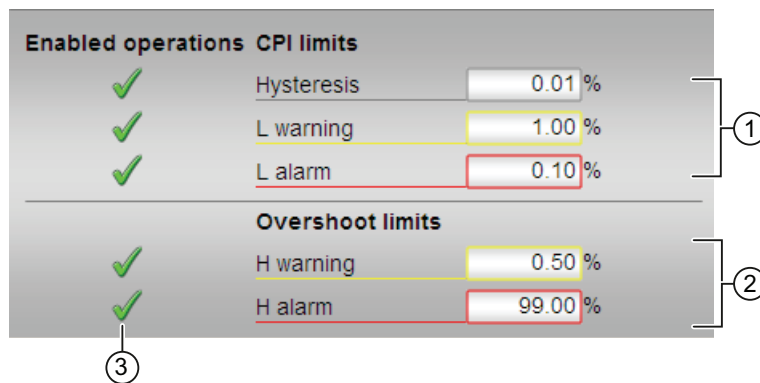 Enabled operations CPI limits
Hysteresis 0.01 %
L warning 1.00 %
L alarm 0.10 %
1
Overshoot limits
H warning 0.50 %
H alarm 99.00 %
2
3